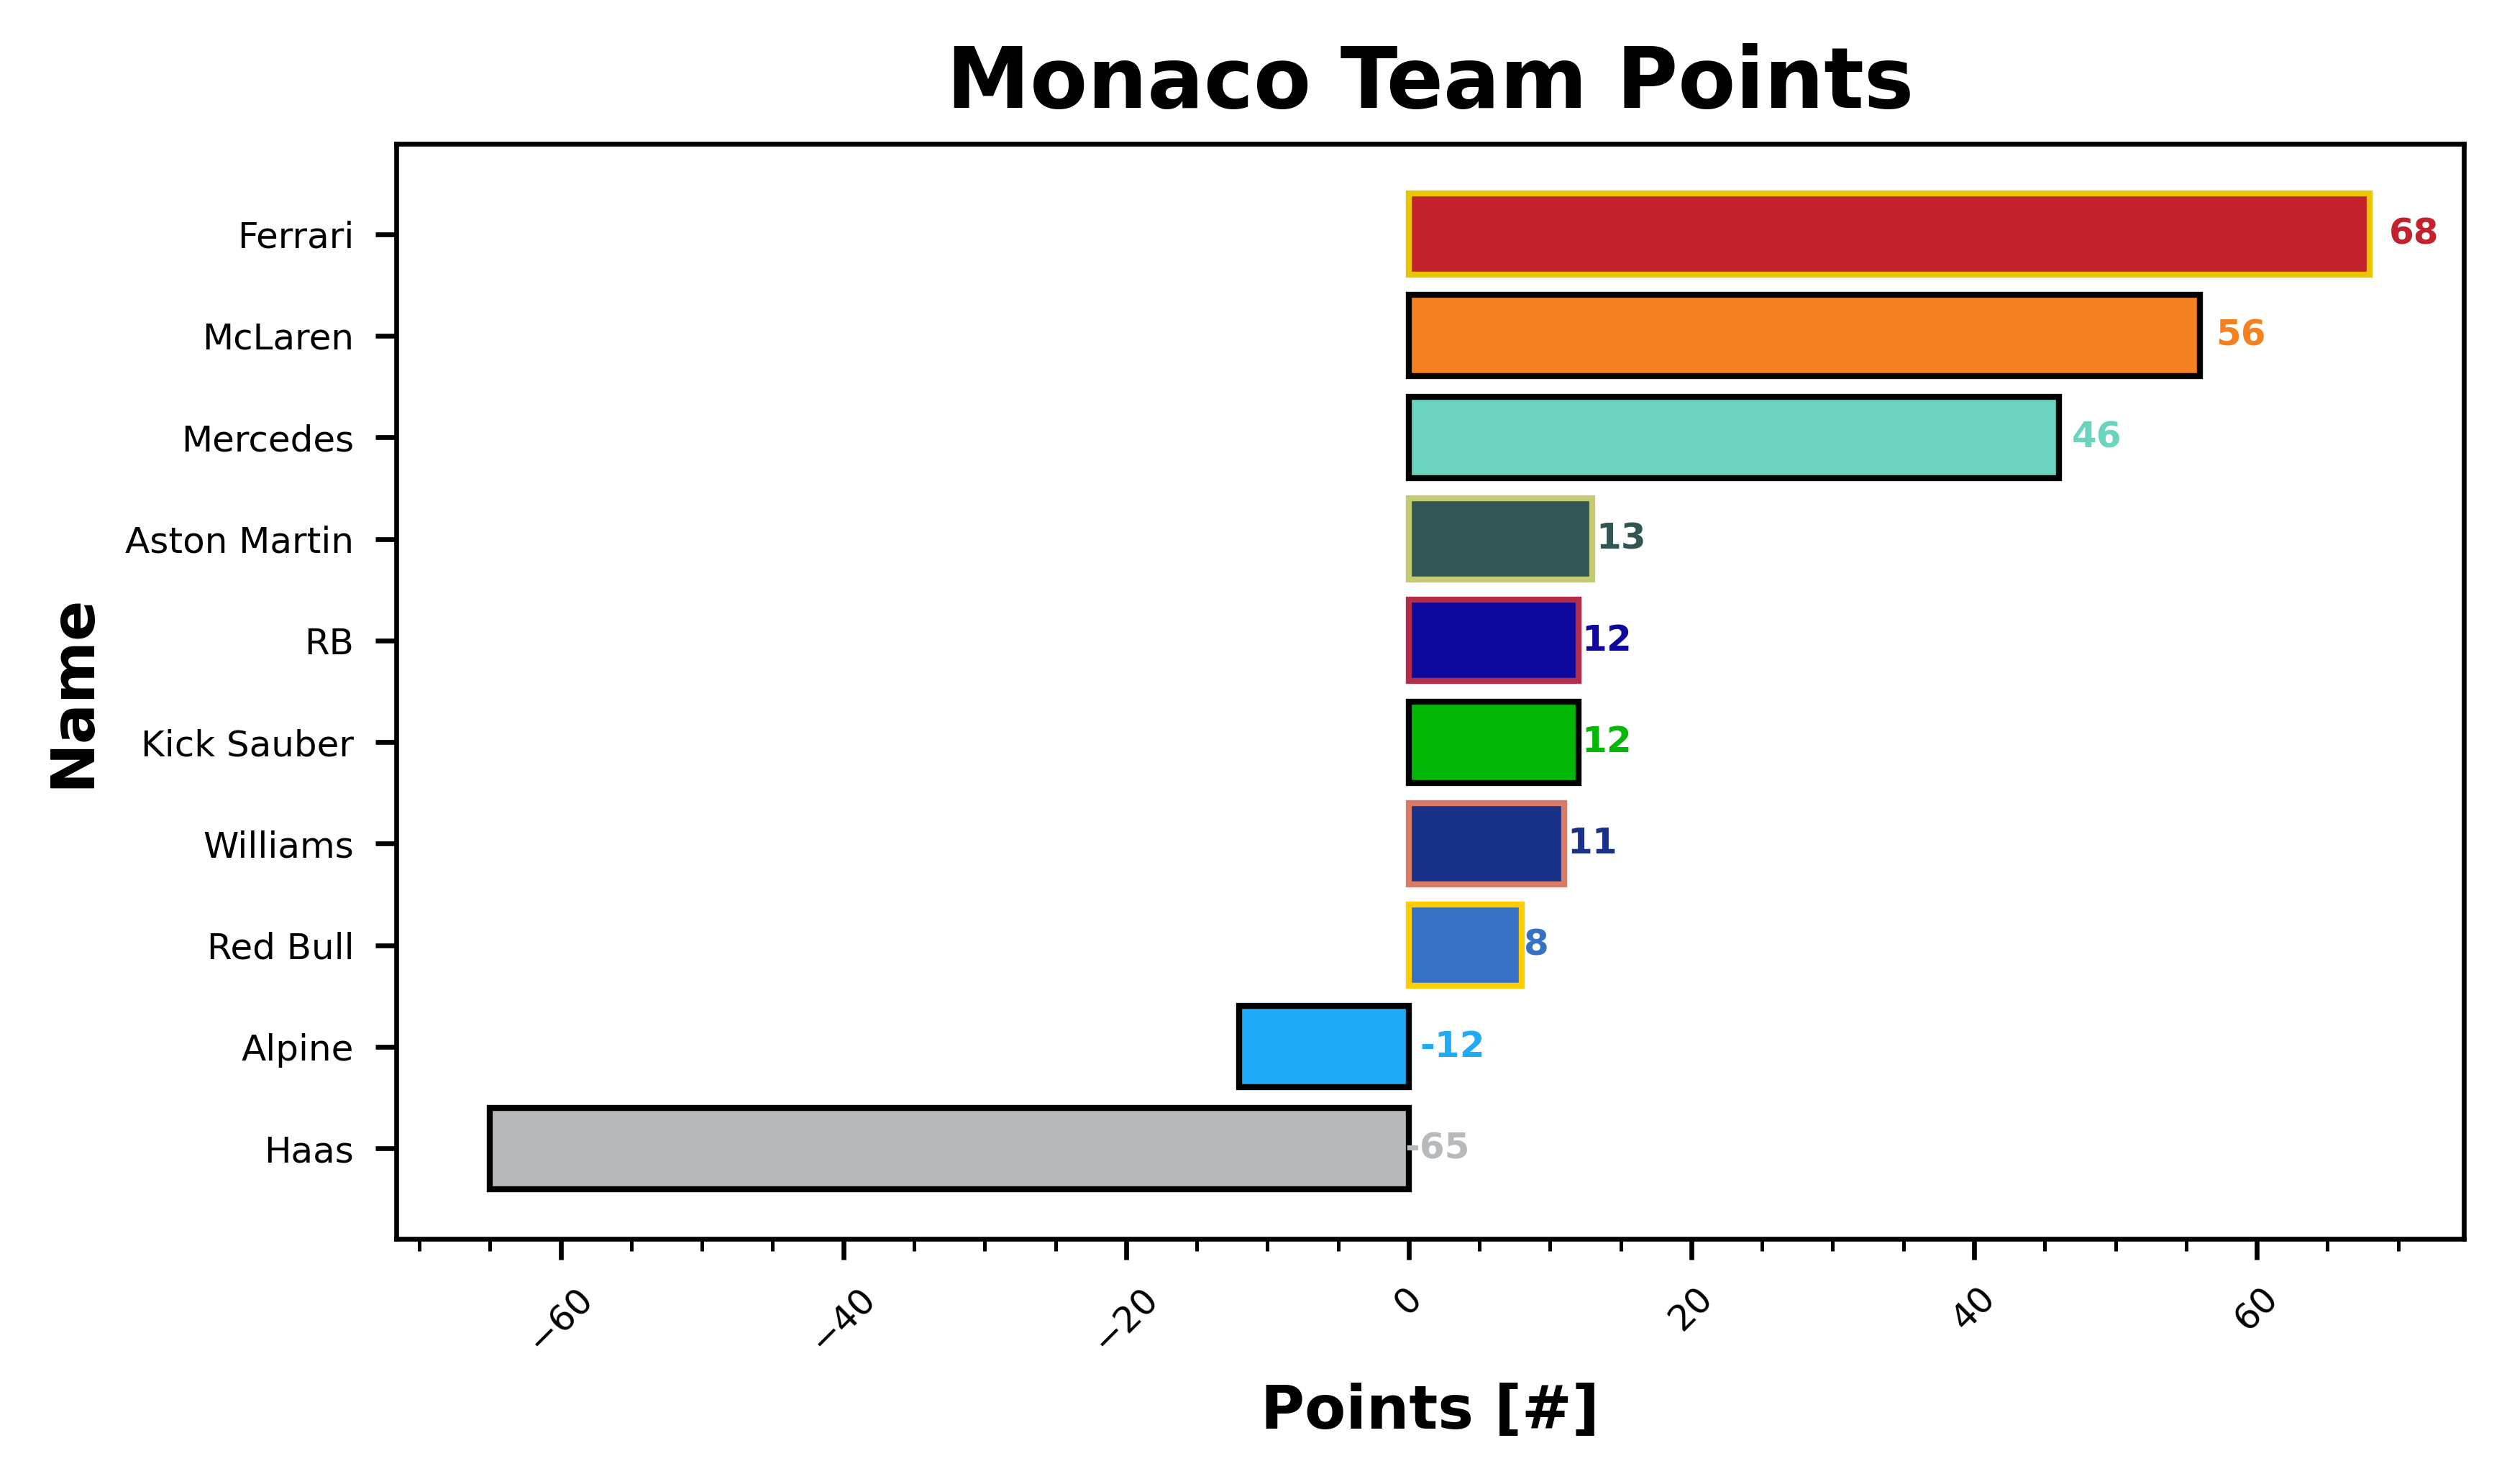 Monaco Team Points
Name
Ferrari 68
McLaren 56
Mercedes 46
Aston Martin 13
RB 12
Kick Sauber 12
Williams 11
Red Bull 8
Alpine -12
Haas -65
−60 −40 −20 0 20 40 60
Points [#]